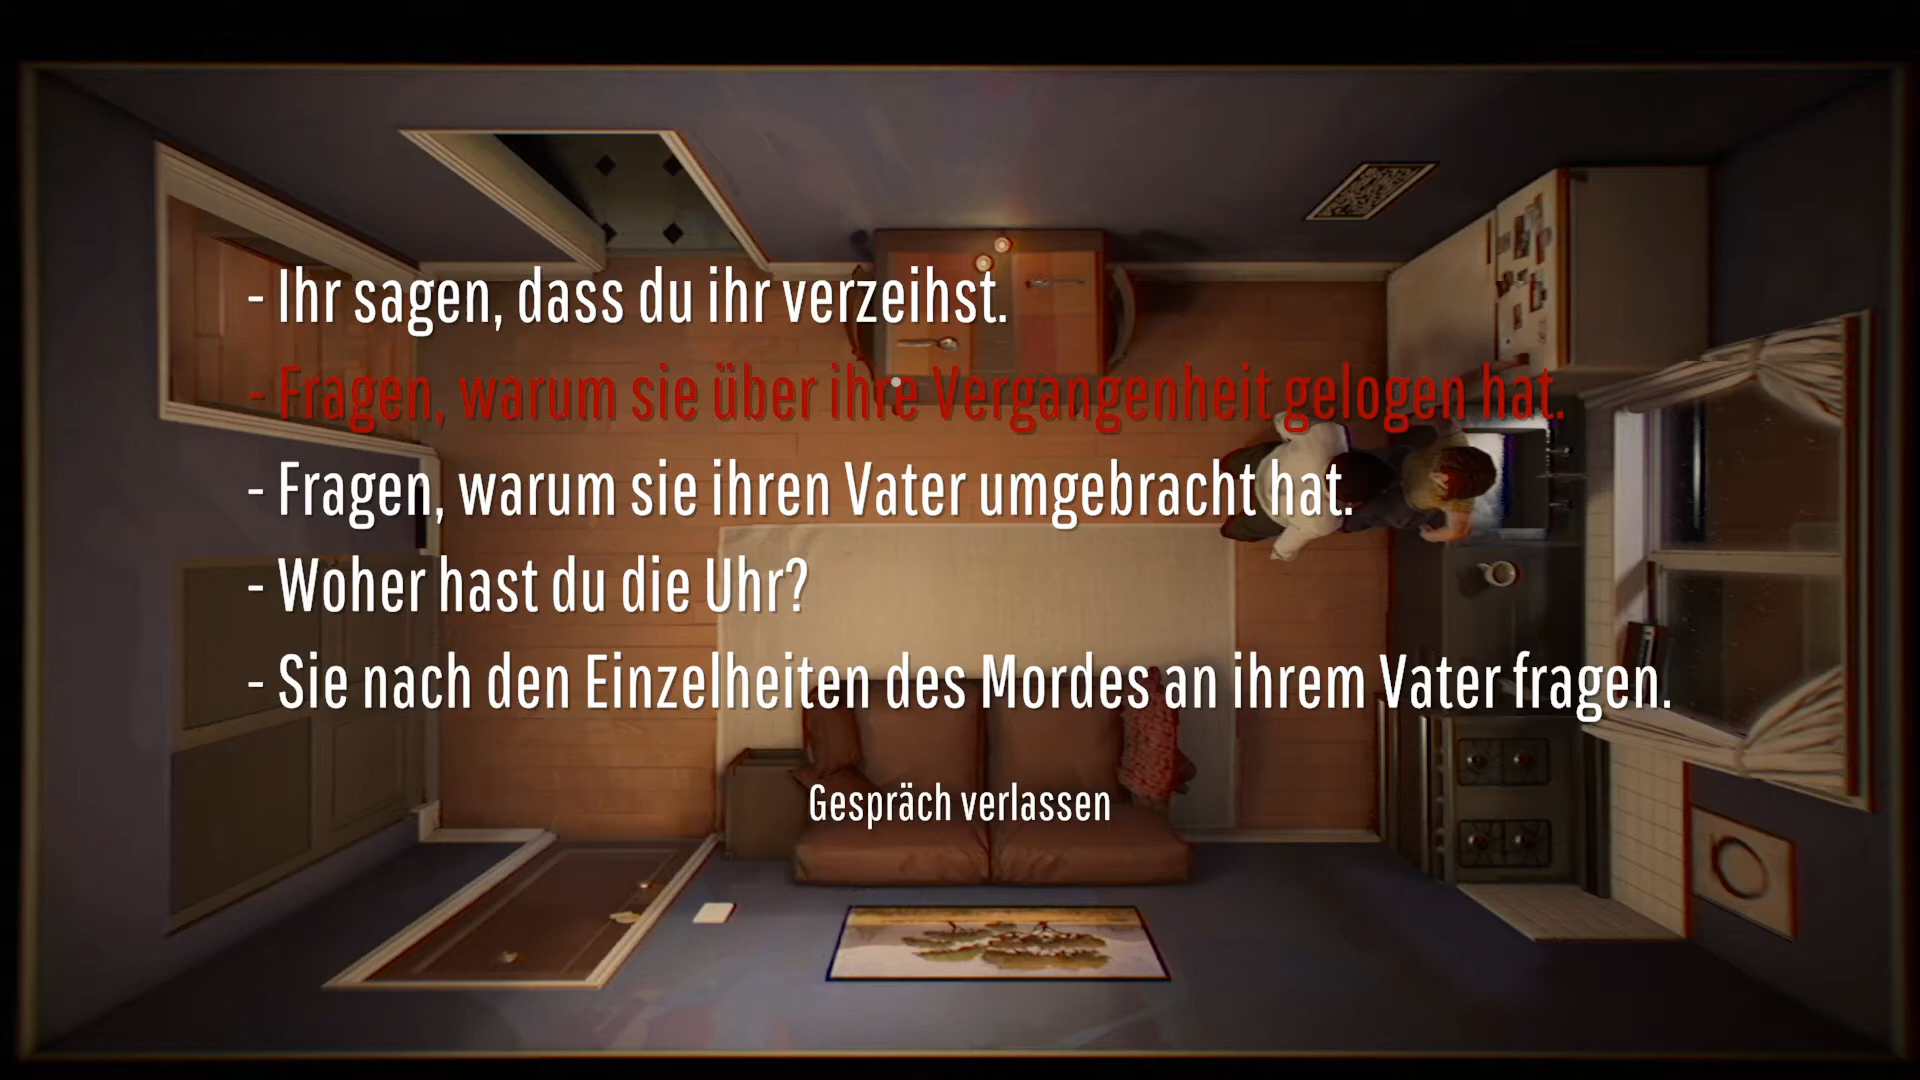 - Ihr sagen, dass du ihr verzeihst.
- Fragen, warum sie über ihre Vergangenheit gelogen hat.
- Fragen, warum sie ihren Vater umgebracht hat.
- Woher hast du die Uhr?
- Sie nach den Einzelheiten des Mordes an ihrem Vater fragen.
Gespräch verlassen